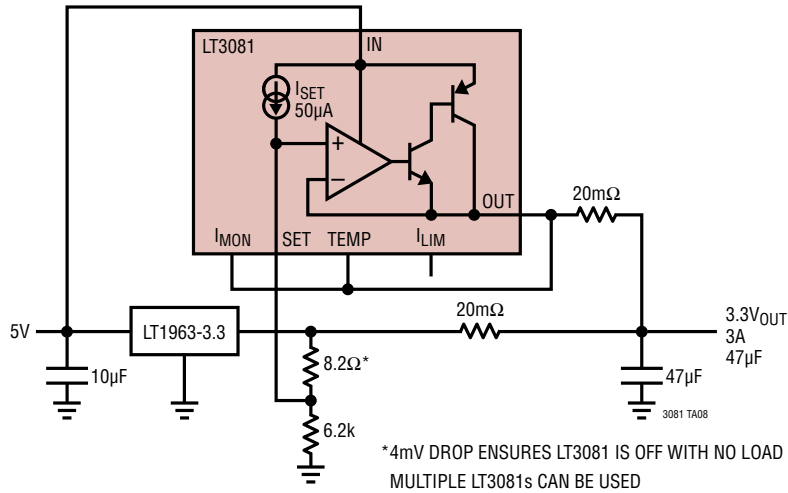 LT3081
IN
ISET
50µA
+
–
OUT
20mΩ
IMON
SET
TEMP
ILIM
5V
LT1963-3.3
20mΩ
3.3VOUT
3A
47µF
10µF
8.2Ω*
47µF
6.2k
3081 TA08
*4mV DROP ENSURES LT3081 IS OFF WITH NO LOAD
MULTIPLE LT3081s CAN BE USED